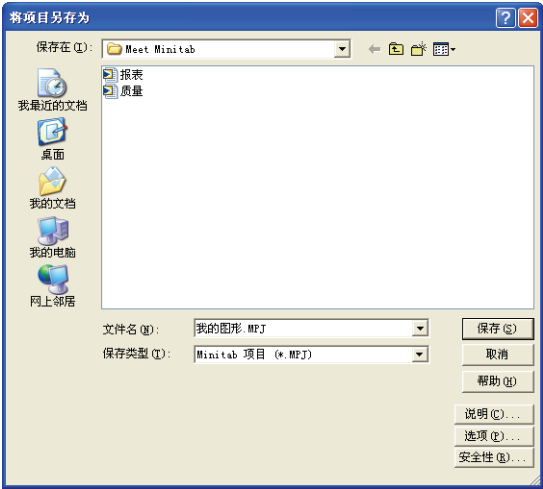 将项目另存为
保存在(I):
Meet Minitab
报表
质量
我最近的文档
桌面
我的文档
我的电脑
网上邻居
文件名(N):
我的图形.MPJ
保存(S)
保存类型(T):
Minitab 项目 (*.MPJ)
取消
帮助(H)
说明(C)...
选项(P)...
安全性(R)...